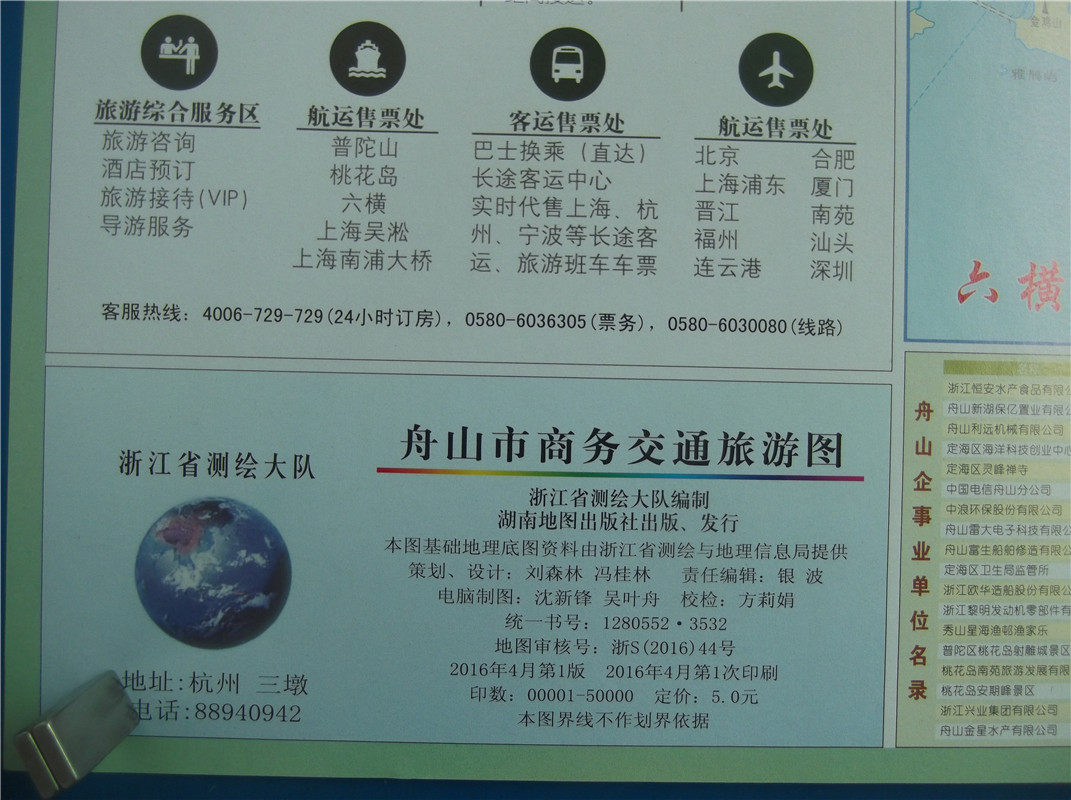 旅游综合服务区
旅游咨询
酒店预订
旅游接待(VIP)
导游服务
航运售票处
普陀山
桃花岛
六横
上海吴淞
上海南浦大桥
客运售票处
巴士换乘（直达）
长途客运中心
实时代售上海、杭
州、宁波等长途客
运、旅游班车车票
航运售票处
北京 合肥
上海浦东 厦门
晋江 南苑
福州 汕头
连云港 深圳
客服热线：4006-729-729(24小时订房)，0580-6036305(票务)，0580-6030080(线路)
六横
浙江省测绘大队
地址:杭州 三墩
电话:88940942
舟山市商务交通旅游图
浙江省测绘大队编制
湖南地图出版社出版、发行
本图基础地理底图资料由浙江省测绘与地理信息局提供
策划、设计：刘森林 冯桂林 责任编辑：银 波
电脑制图：沈新锋 吴叶舟 校检：方莉娟
统一书号：1280552·3532
地图审核号：浙S(2016)44号
2016年4月第1版 2016年4月第1次印刷
印数：00001-50000 定价：5.0元
本图界线不作划界依据
舟山企事业单位名录
浙江恒安水产食品有限公
舟山新湖保亿置业有限公
舟山利远机械有限公司
定海区海洋科技创业中心
定海区灵峰禅寺
中国电信舟山分公司
中浪环保股份有限公司
舟山雷大电子科技有限公
舟山富生船舶修造有限公
定海区卫生局监管所
浙江欧华造船股份有限公
浙江黎明发动机零部件有
秀山星海渔邨渔家乐
普陀区桃花岛射雕城景区
桃花岛南苑旅游发展有限
桃花岛安期峰景区
浙江兴业集团有限公司
舟山金星水产有限公司